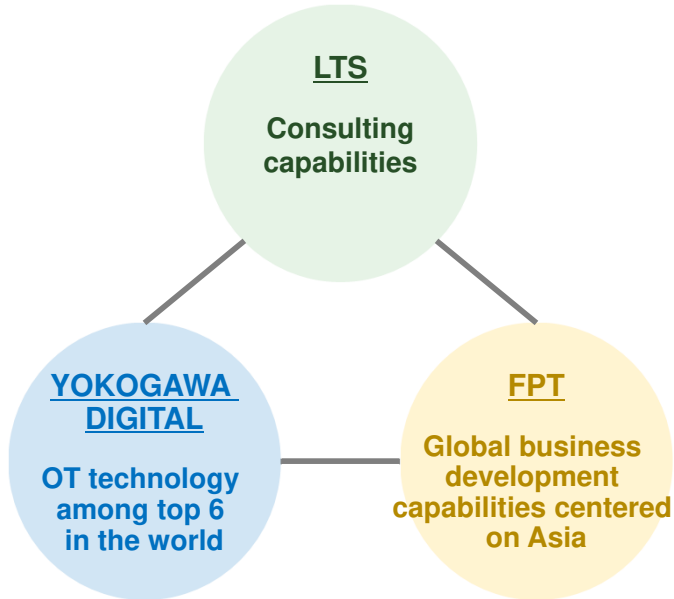 LTS
Consulting
capabilities
YOKOGAWA
DIGITAL
OT technology
among top 6
in the world
FPT
Global business
development
capabilities centered
on Asia